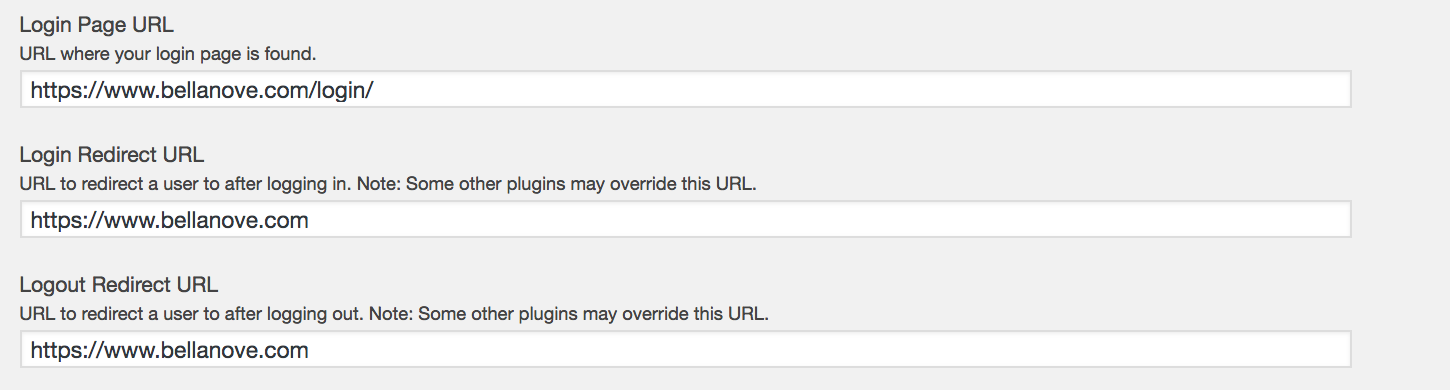 Login Page URL
URL where your login page is found.
https://www.bellanove.com/login/
Login Redirect URL
URL to redirect a user to after logging in. Note: Some other plugins may override this URL.
https://www.bellanove.com
Logout Redirect URL
URL to redirect a user to after logging out. Note: Some other plugins may override this URL.
https://www.bellanove.com